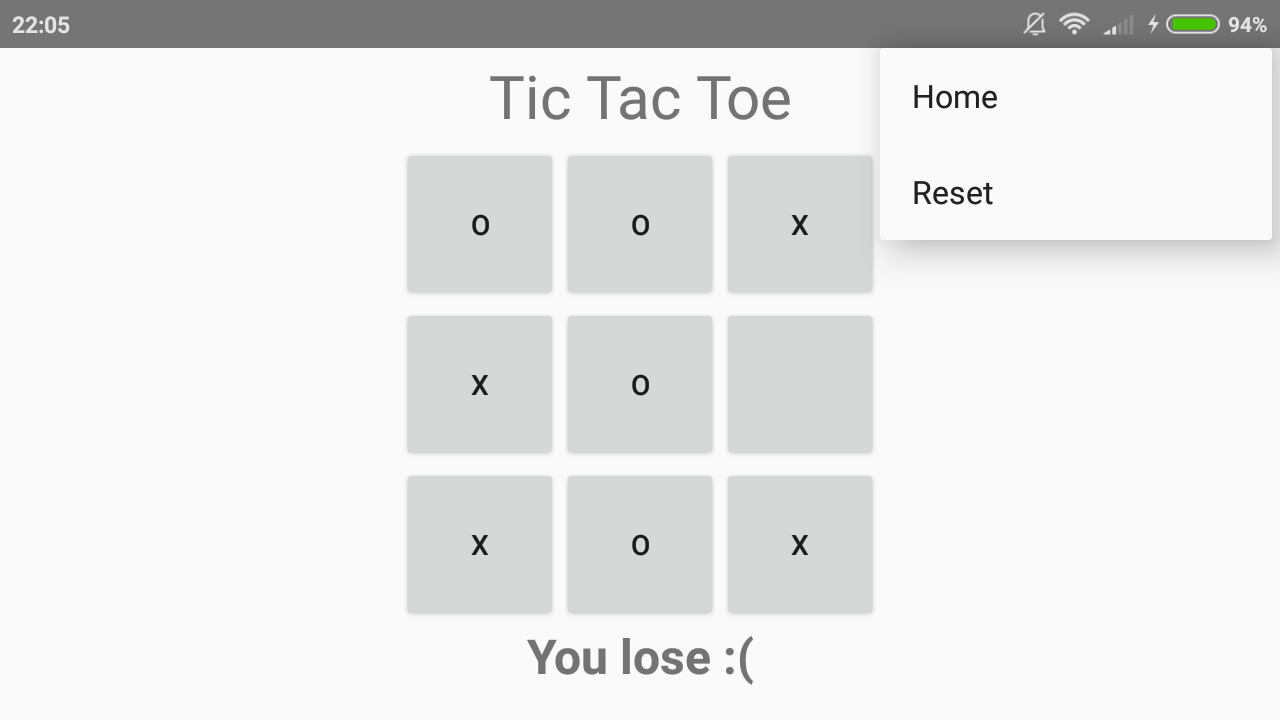 22:05 94%
Tic Tac Toe
Home
Reset
O O X
X O
X O X
You lose :(